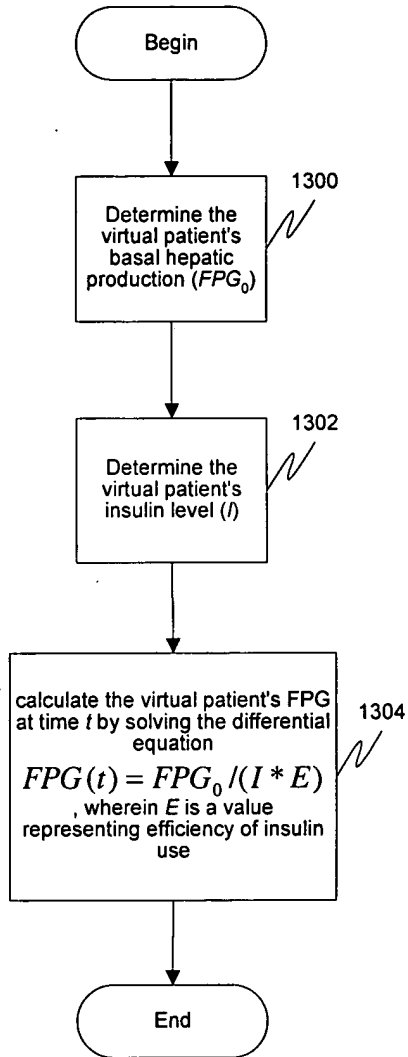 Begin
1300
Determine the
virtual patient's
basal hepatic
production (FPG₀)
1302
Determine the
virtual patient's
insulin level (I)
1304
calculate the virtual patient's FPG
at time t by solving the differential
equation
FPG(t) = FPG₀ /(I * E)
, wherein E is a value
representing efficiency of insulin
use
End